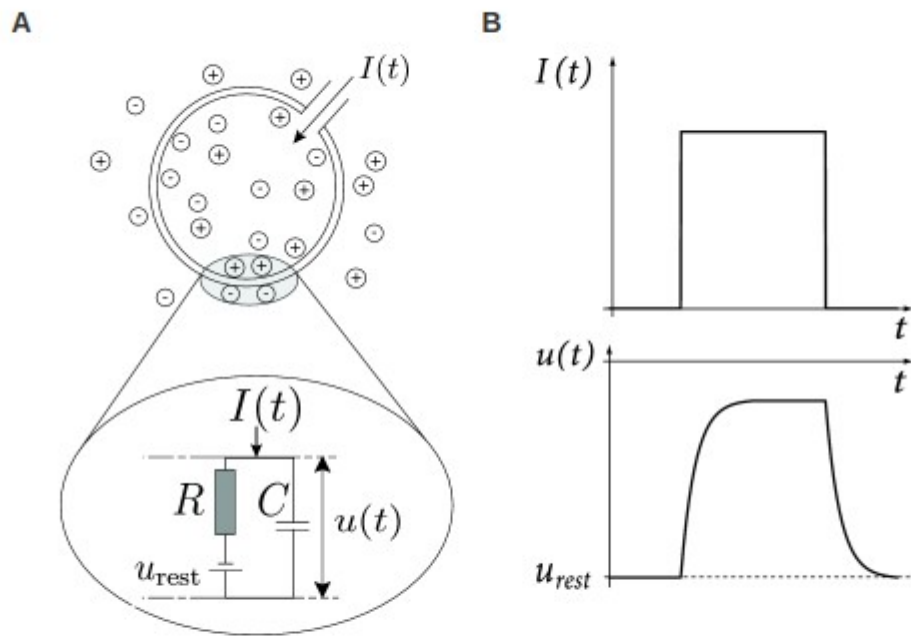 A
B
I(t)
I(t)
t
u(t)
t
I(t)
R
C
u(t)
u_rest
u_rest